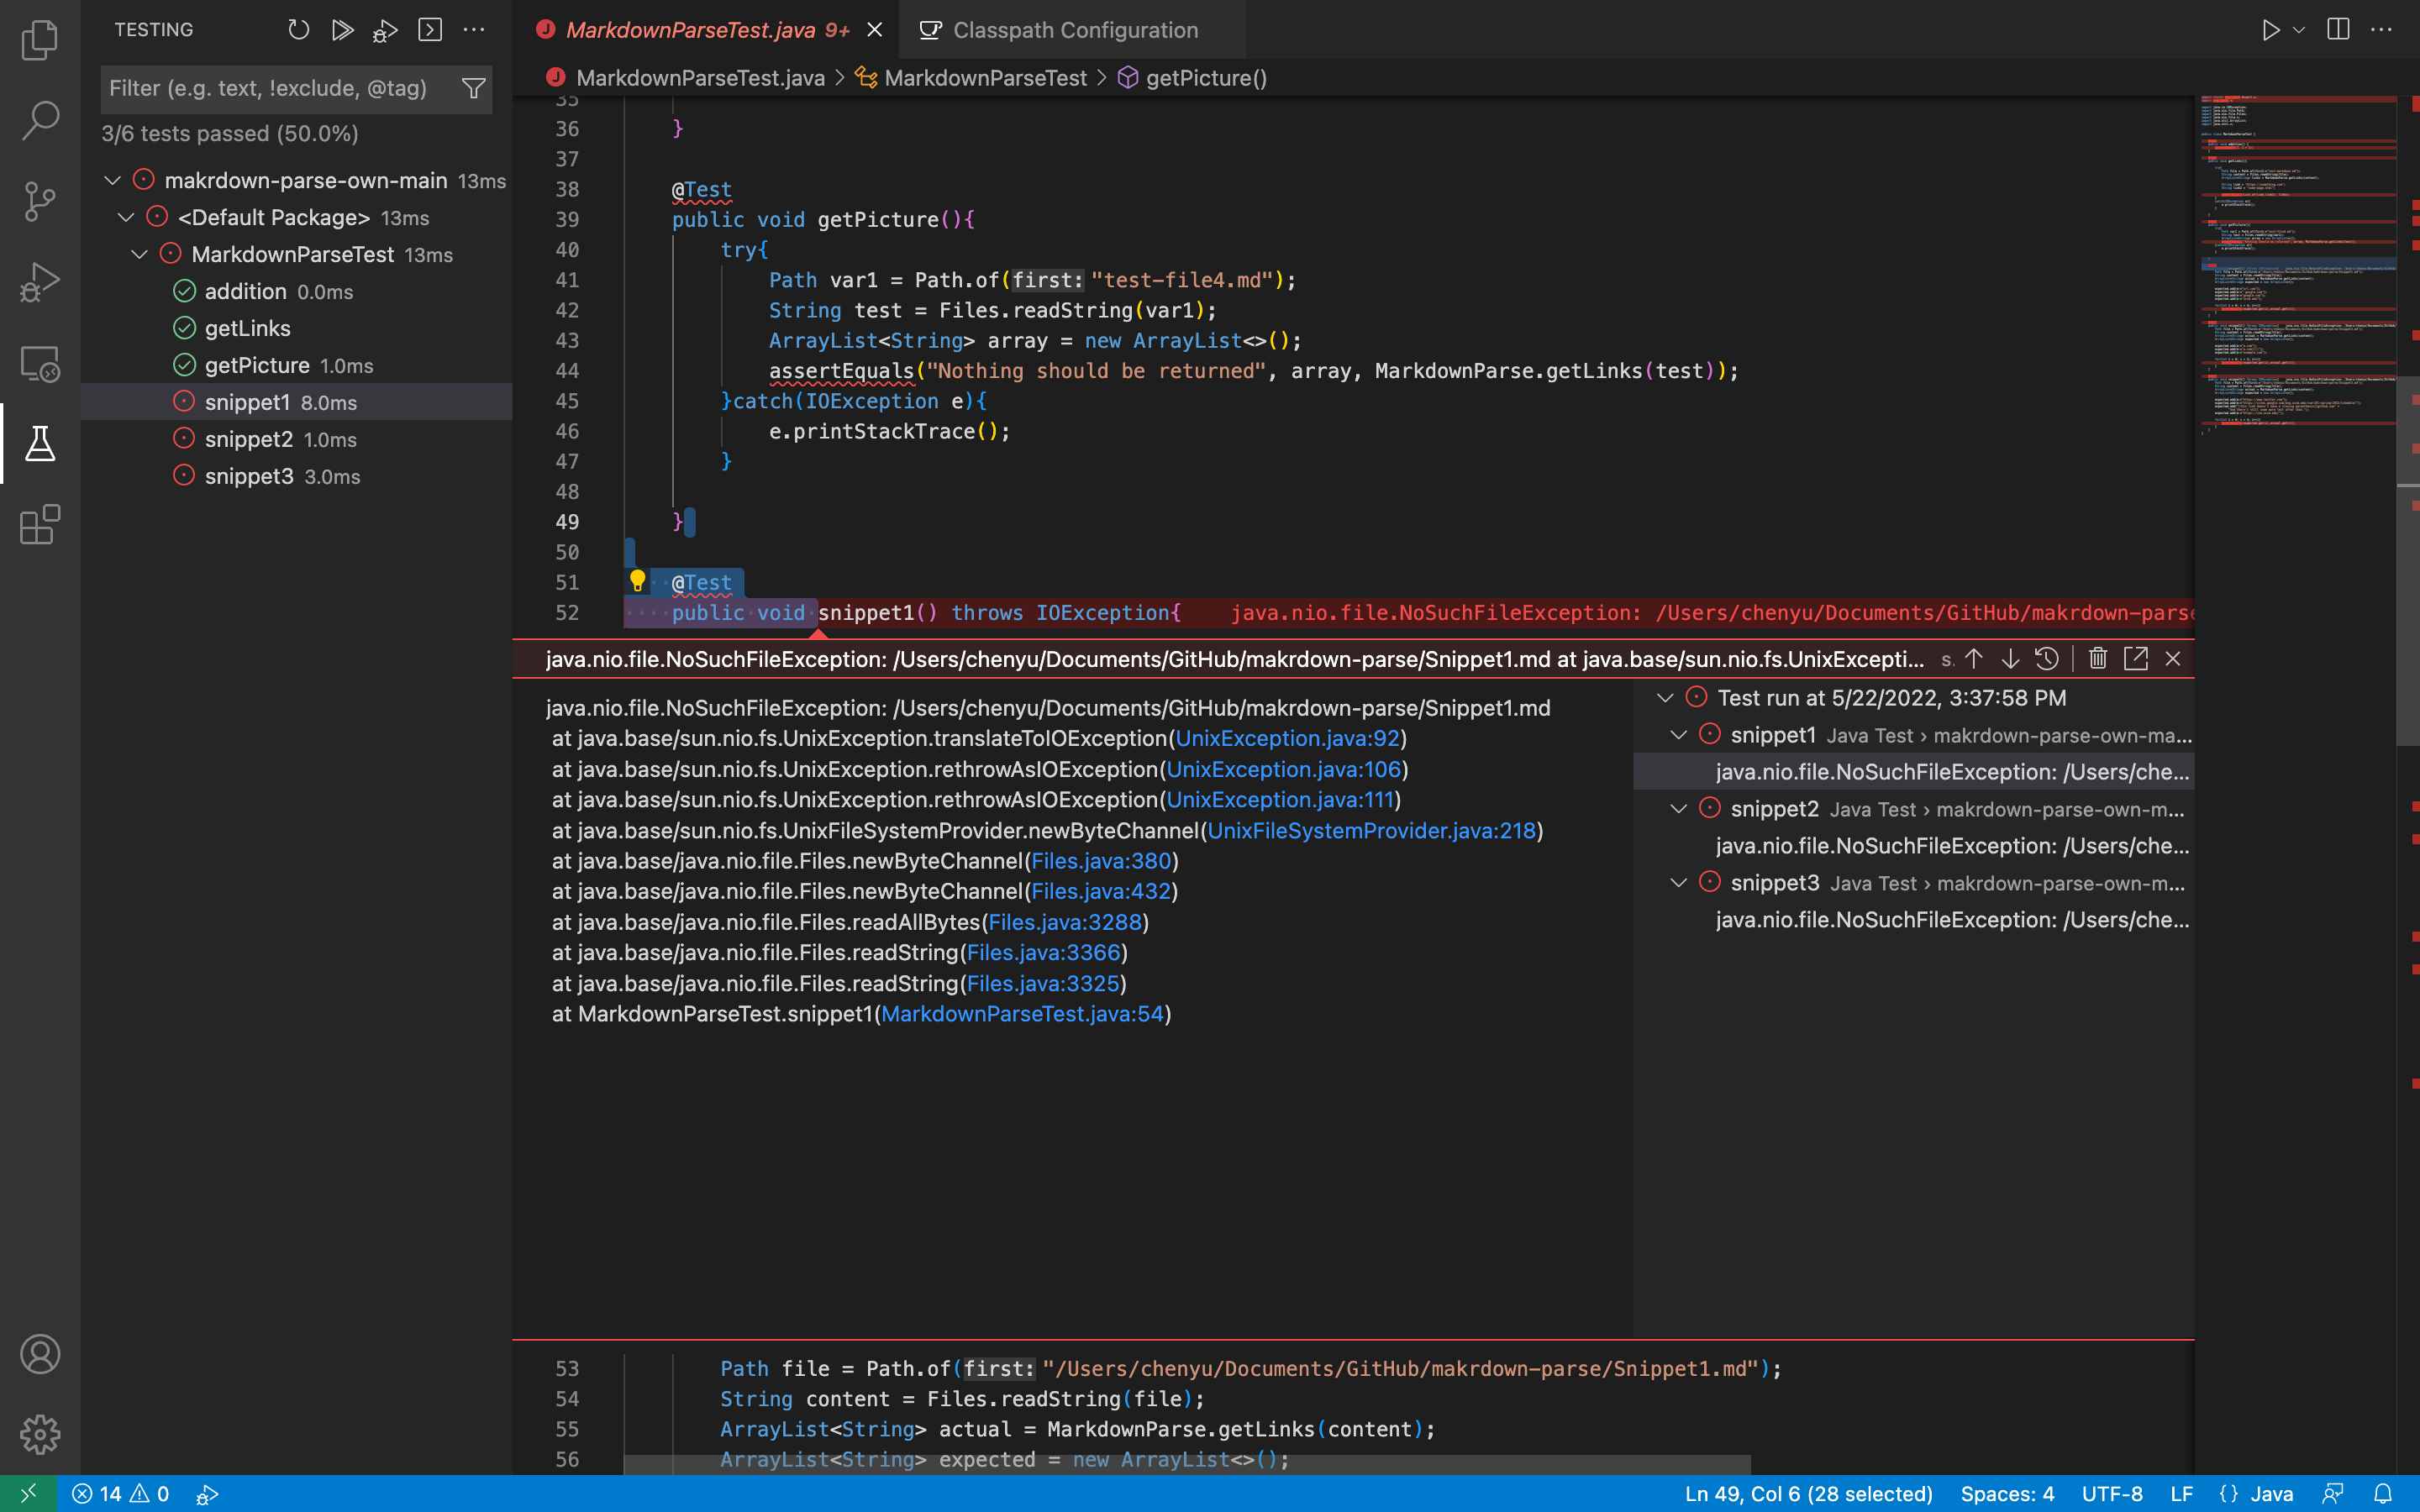 TESTING
Filter (e.g. text, !exclude, @tag)
3/6 tests passed (50.0%)
makrdown-parse-own-main 13ms
<Default Package> 13ms
MarkdownParseTest 13ms
addition 0.0ms
getLinks
getPicture 1.0ms
snippet1 8.0ms
snippet2 1.0ms
snippet3 3.0ms
J MarkdownParseTest.java 9+
Classpath Configuration
J MarkdownParseTest.java > MarkdownParseTest > getPicture()
35
36 }
37
38 @Test
39 public void getPicture(){
40 try{
41 Path var1 = Path.of(first: "test-file4.md");
42 String test = Files.readString(var1);
43 ArrayList<String> array = new ArrayList<>();
44 assertEquals("Nothing should be returned", array, MarkdownParse.getLinks(test));
45 }catch(IOException e){
46 e.printStackTrace();
47 }
48
49 }
50
51 @Test
52 public void snippet1() throws IOException{ java.nio.file.NoSuchFileException: /Users/chenyu/Documents/GitHub/makrdown-parse
java.nio.file.NoSuchFileException: /Users/chenyu/Documents/GitHub/makrdown-parse/Snippet1.md at java.base/sun.nio.fs.UnixExcepti... s.
java.nio.file.NoSuchFileException: /Users/chenyu/Documents/GitHub/makrdown-parse/Snippet1.md
at java.base/sun.nio.fs.UnixException.translateToIOException(UnixException.java:92)
at java.base/sun.nio.fs.UnixException.rethrowAsIOException(UnixException.java:106)
at java.base/sun.nio.fs.UnixException.rethrowAsIOException(UnixException.java:111)
at java.base/sun.nio.fs.UnixFileSystemProvider.newByteChannel(UnixFileSystemProvider.java:218)
at java.base/java.nio.file.Files.newByteChannel(Files.java:380)
at java.base/java.nio.file.Files.newByteChannel(Files.java:432)
at java.base/java.nio.file.Files.readAllBytes(Files.java:3288)
at java.base/java.nio.file.Files.readString(Files.java:3366)
at java.base/java.nio.file.Files.readString(Files.java:3325)
at MarkdownParseTest.snippet1(MarkdownParseTest.java:54)
Test run at 5/22/2022, 3:37:58 PM
snippet1 Java Test › makrdown-parse-own-ma...
java.nio.file.NoSuchFileException: /Users/che...
snippet2 Java Test › makrdown-parse-own-m...
java.nio.file.NoSuchFileException: /Users/che...
snippet3 Java Test › makrdown-parse-own-m...
java.nio.file.NoSuchFileException: /Users/che...
53 Path file = Path.of(first: "/Users/chenyu/Documents/GitHub/makrdown-parse/Snippet1.md");
54 String content = Files.readString(file);
55 ArrayList<String> actual = MarkdownParse.getLinks(content);
56 ArrayList<String> expected = new ArrayList<>();
14 0
Ln 49, Col 6 (28 selected) Spaces: 4 UTF-8 LF {} Java